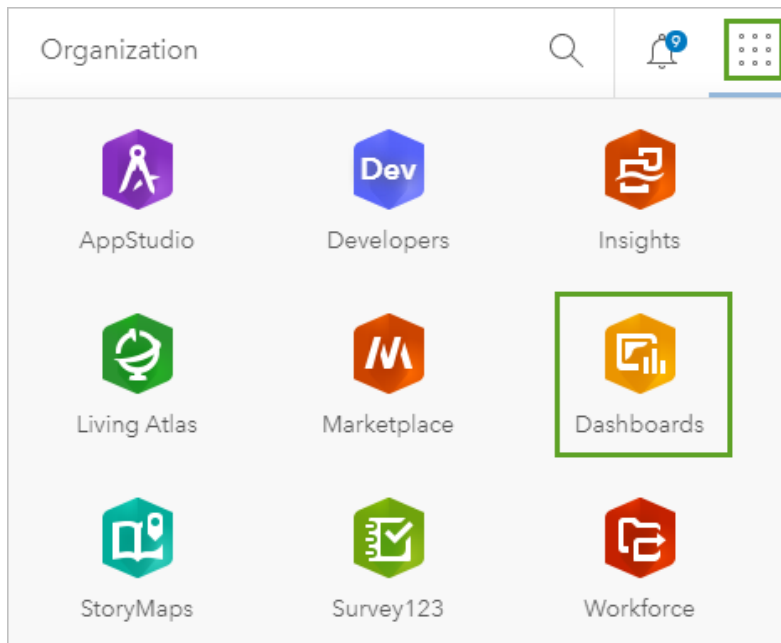 Organization
9
AppStudio
Dev
Developers
Insights
Living Atlas
Marketplace
Dashboards
StoryMaps
Survey123
Workforce